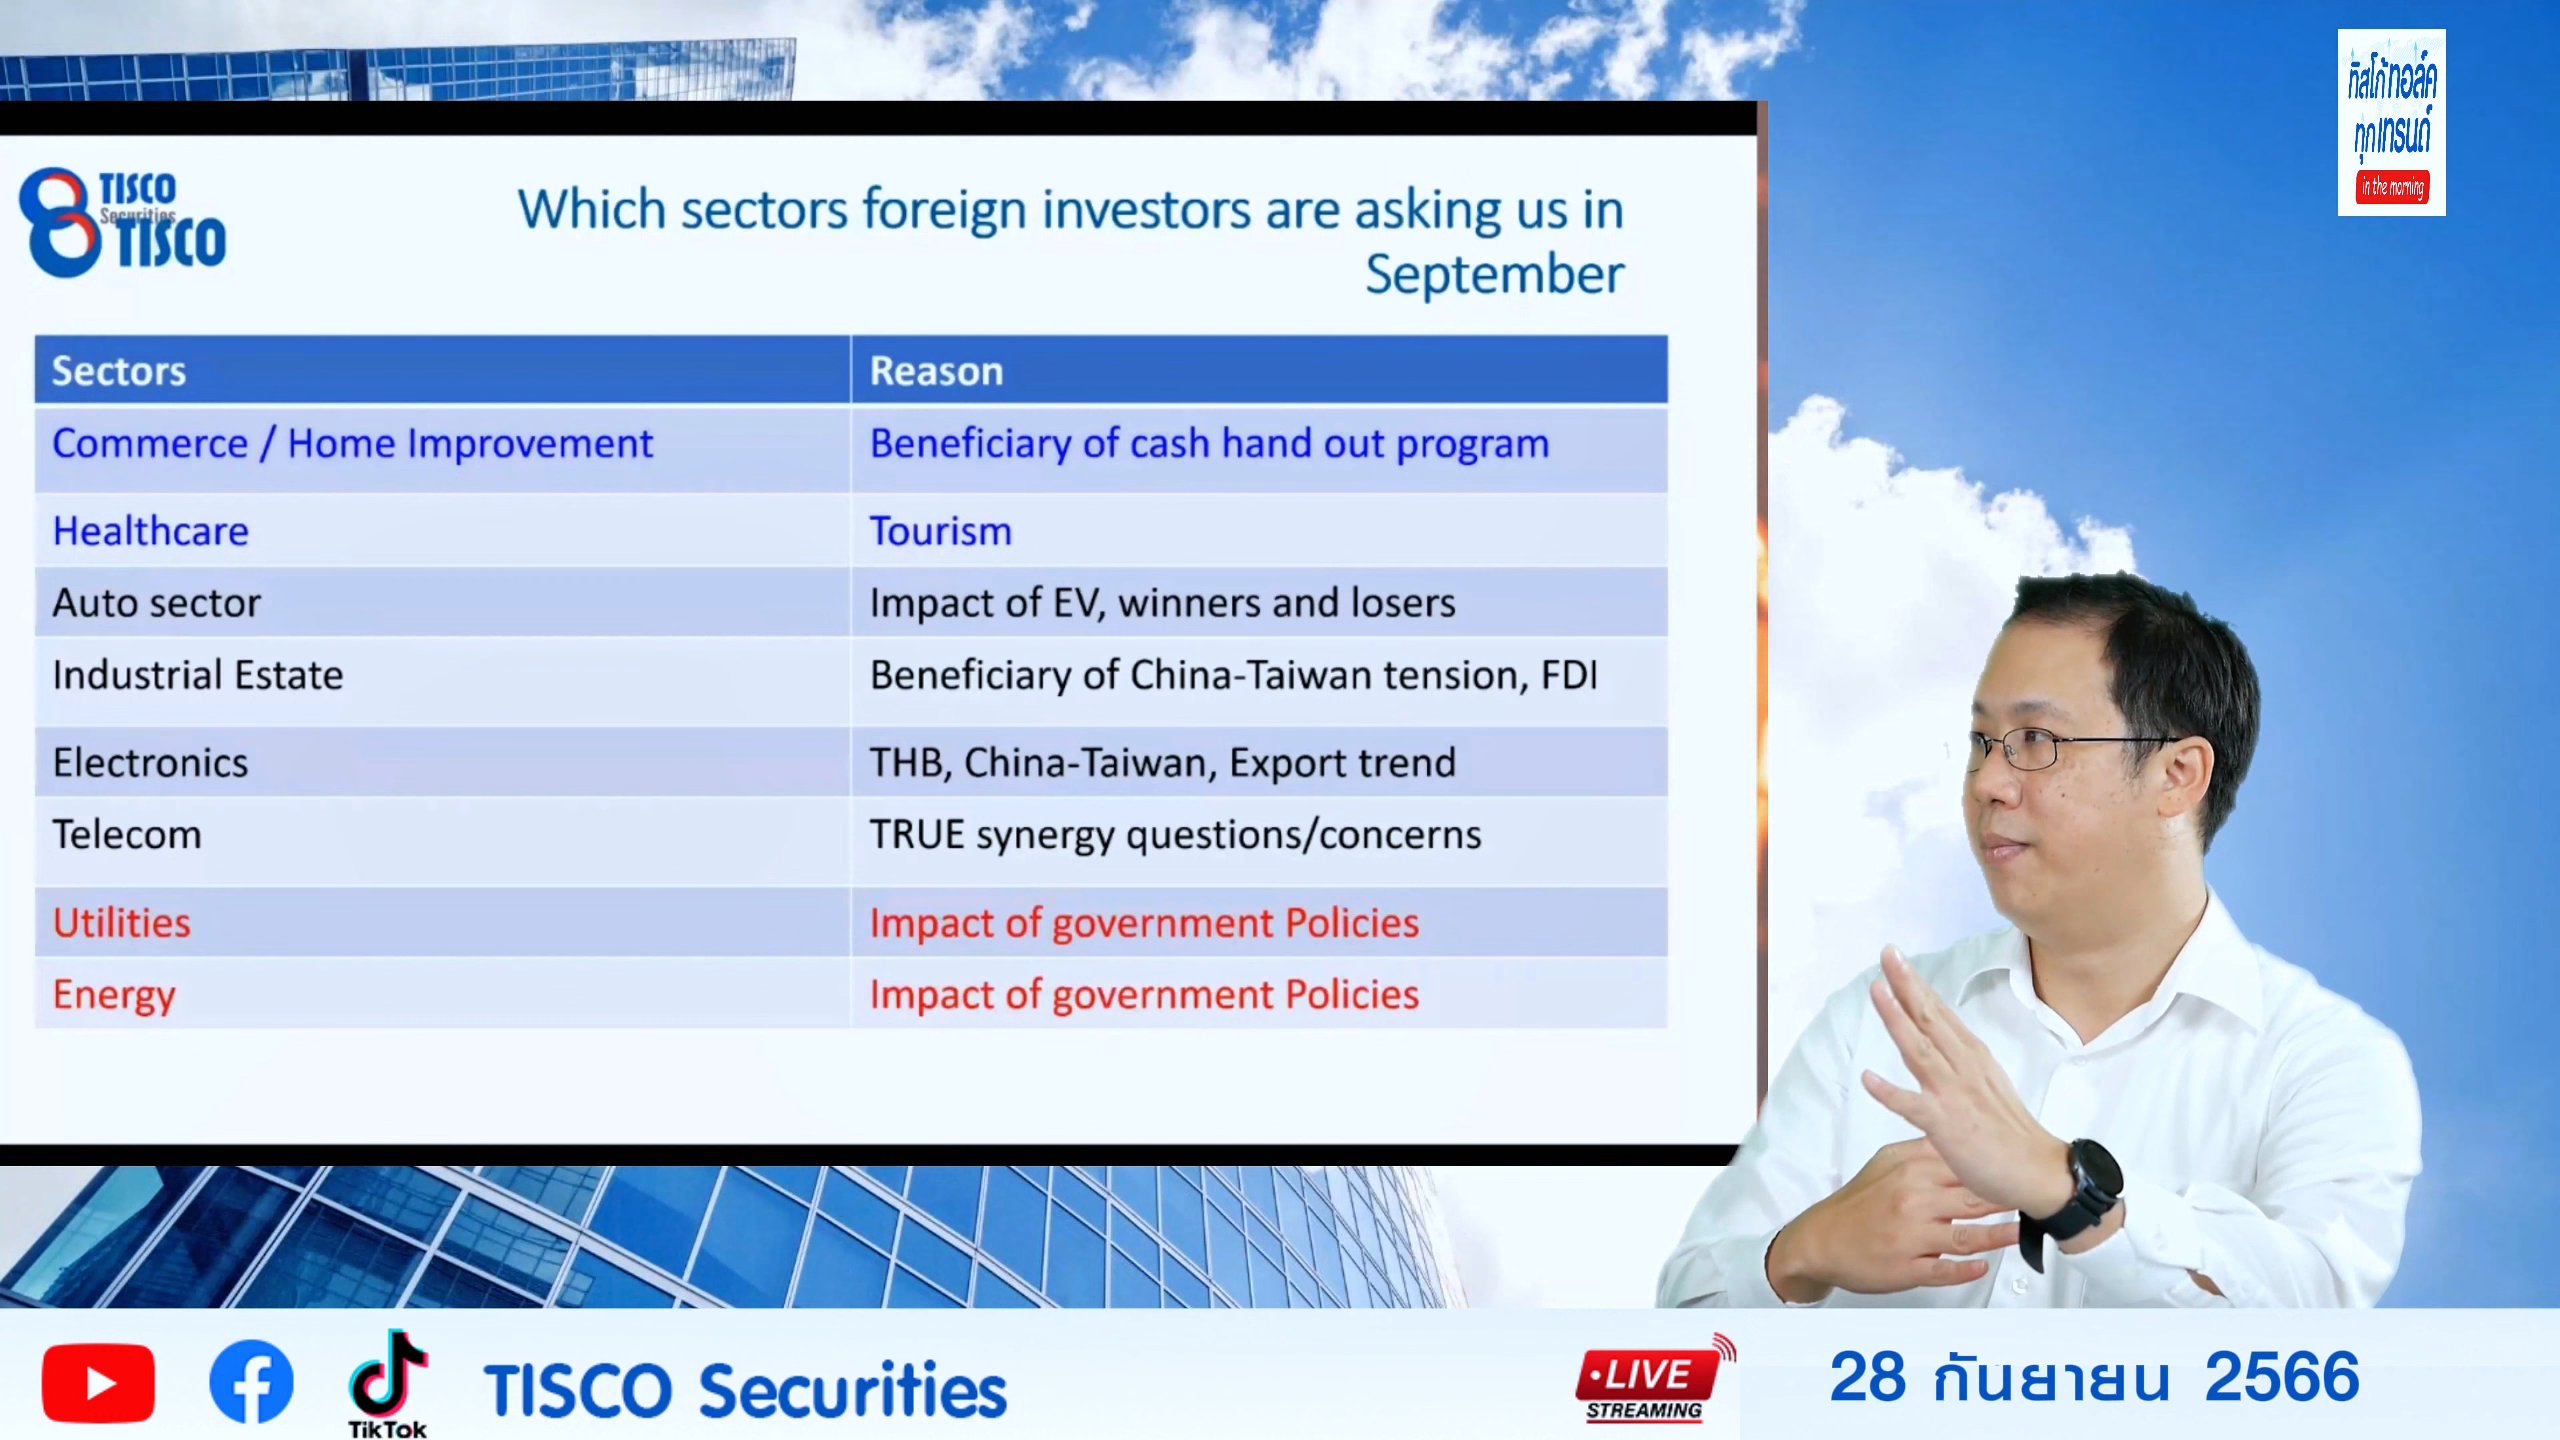 ทิสโก้ทอล์ค
ทุกเทรนด์
in the morning
TISCO
Securities
TISCO
Which sectors foreign investors are asking us in
September
Sectors Reason
Commerce / Home Improvement Beneficiary of cash hand out program
Healthcare Tourism
Auto sector Impact of EV, winners and losers
Industrial Estate Beneficiary of China-Taiwan tension, FDI
Electronics THB, China-Taiwan, Export trend
Telecom TRUE synergy questions/concerns
Utilities Impact of government Policies
Energy Impact of government Policies
TikTok
TISCO Securities
LIVE
STREAMING
28 กันยายน 2566